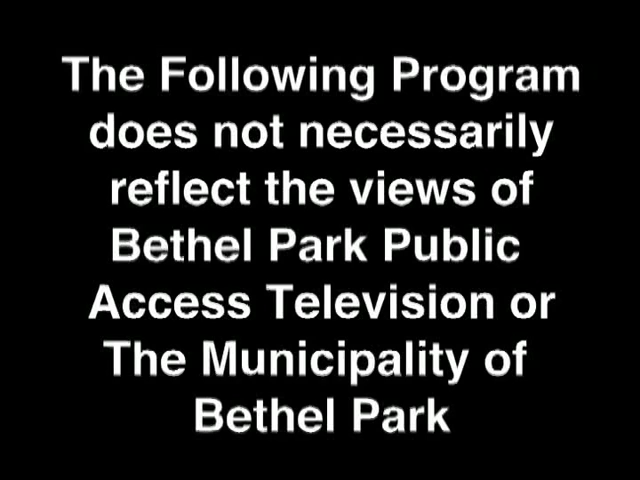 The Following Program
does not necessarily
reflect the views of
Bethel Park Public
Access Television or
The Municipality of
Bethel Park